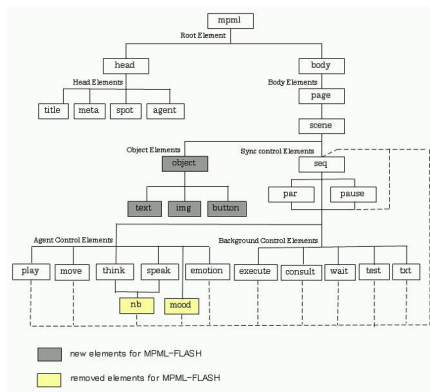 mpml
Root Element
head
body
Head Elements
Body Elements
title
meta
spot
agent
page
scene
Object Elements
Sync control Elements
object
seq
text
img
button
par
pause
Agent Control Elements
Background Control Elements
play
move
think
speak
emotion
execute
consult
wait
test
txt
nb
mood
new elements for MPML-FLASH
removed elements for MPML-FLASH